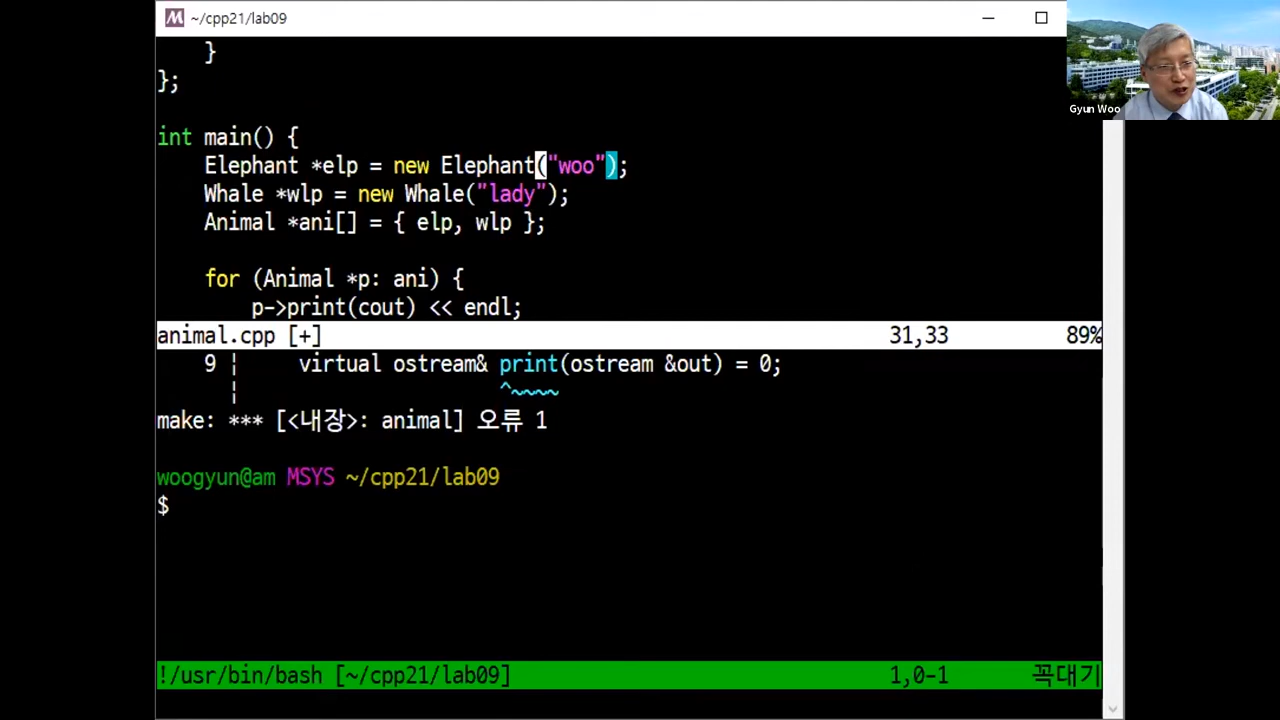 ~/cpp21/lab09
Gyun Woo
}
};
int main() {
Elephant *elp = new Elephant("woo");
Whale *wlp = new Whale("lady");
Animal *ani[] = { elp, wlp };
for (Animal *p: ani) {
p->print(cout) << endl;
animal.cpp [+] 31,33 89%
9 ¦ virtual ostream& print(ostream &out) = 0;
¦ ^~~~~
make: *** [<내장>: animal] 오류 1
woogyun@am MSYS ~/cpp21/lab09
$
!/usr/bin/bash [~/cpp21/lab09] 1,0-1 꼭대기